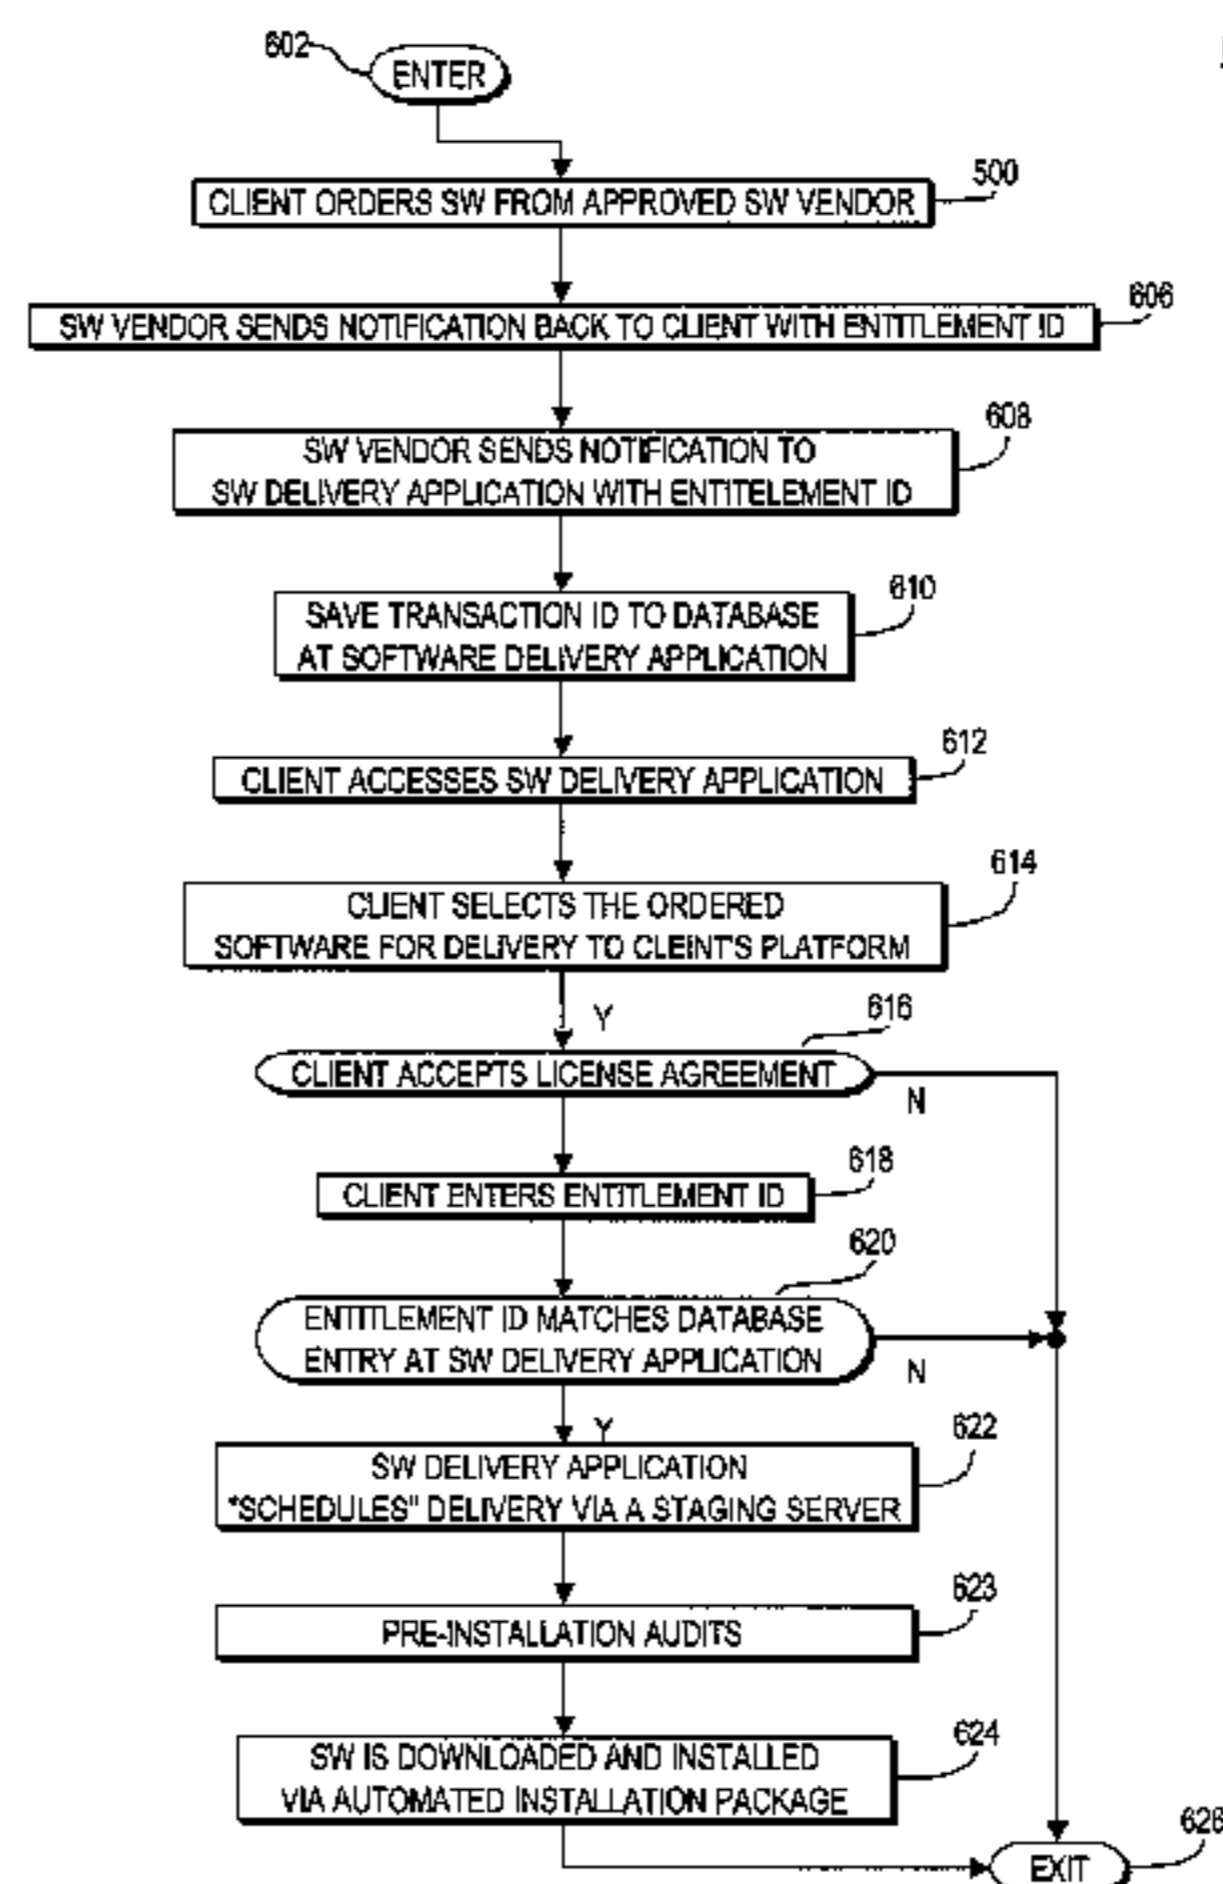 602
ENTER
CLIENT ORDERS SW FROM APPROVED SW VENDOR
500
SW VENDOR SENDS NOTIFICATION BACK TO CLIENT WITH ENTITLEMENT ID
606
SW VENDOR SENDS NOTIFICATION TO
SW DELIVERY APPLICATION WITH ENTITELEMENT ID
608
SAVE TRANSACTION ID TO DATABASE
AT SOFTWARE DELIVERY APPLICATION
610
CLIENT ACCESSES SW DELIVERY APPLICATION
612
CLIENT SELECTS THE ORDERED
SOFTWARE FOR DELIVERY TO CLEINT'S PLATFORM
614
Y
616
CLIENT ACCEPTS LICENSE AGREEMENT
N
618
CLIENT ENTERS ENTITLEMENT ID
620
ENTITLEMENT ID MATCHES DATABASE
ENTRY AT SW DELIVERY APPLICATION
N
Y
622
SW DELIVERY APPLICATION
"SCHEDULES" DELIVERY VIA A STAGING SERVER
623
PRE-INSTALLATION AUDITS
624
SW IS DOWNLOADED AND INSTALLED
VIA AUTOMATED INSTALLATION PACKAGE
626
EXIT